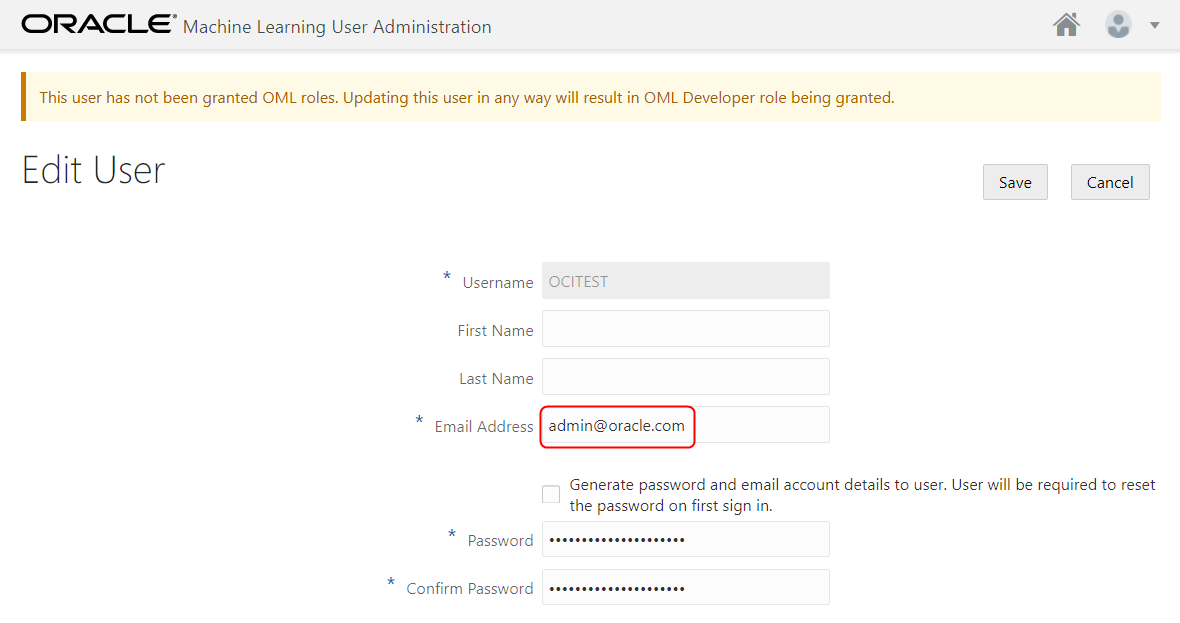 ORACLE® Machine Learning User Administration
This user has not been granted OML roles. Updating this user in any way will result in OML Developer role being granted.
Edit User
Save Cancel
* Username OCITEST
First Name
Last Name
* Email Address admin@oracle.com
Generate password and email account details to user. User will be required to reset
the password on first sign in.
* Password •••••••••••••••••••••
* Confirm Password •••••••••••••••••••••